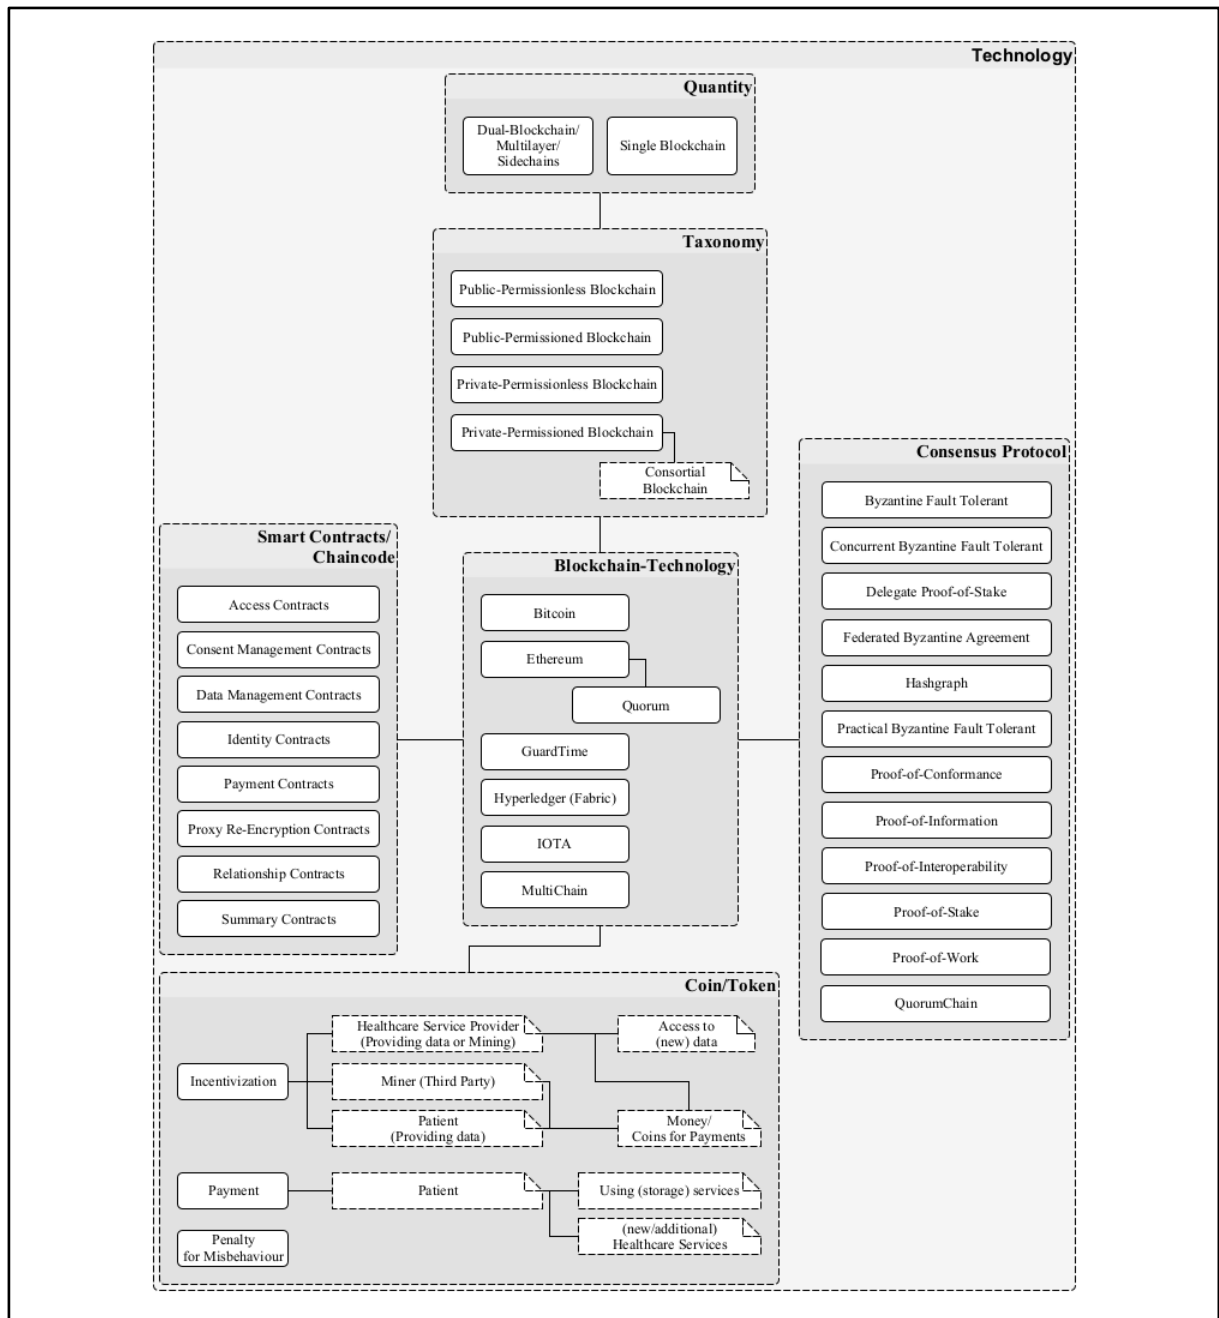 Technology
Quantity
Dual-Blockchain/
Multilayer/
Sidechains
Single Blockchain
Taxonomy
Public-Permissionless Blockchain
Public-Permissioned Blockchain
Private-Permissionless Blockchain
Private-Permissioned Blockchain
Consortial
Blockchain
Smart Contracts/
Chaincode
Access Contracts
Consent Management Contracts
Data Management Contracts
Identity Contracts
Payment Contracts
Proxy Re-Encryption Contracts
Relationship Contracts
Summary Contracts
Blockchain-Technology
Bitcoin
Ethereum
Quorum
GuardTime
Hyperledger (Fabric)
IOTA
MultiChain
Consensus Protocol
Byzantine Fault Tolerant
Concurrent Byzantine Fault Tolerant
Delegate Proof-of-Stake
Federated Byzantine Agreement
Hashgraph
Practical Byzantine Fault Tolerant
Proof-of-Conformance
Proof-of-Information
Proof-of-Interoperability
Proof-of-Stake
Proof-of-Work
QuorumChain
Coin/Token
Incentivization
Healthcare Service Provider
(Providing data or Mining)
Access to
(new) data
Miner (Third Party)
Patient
(Providing data)
Money/
Coins for Payments
Payment
Patient
Using (storage) services
(new/additional)
Healthcare Services
Penalty
for Misbehaviour